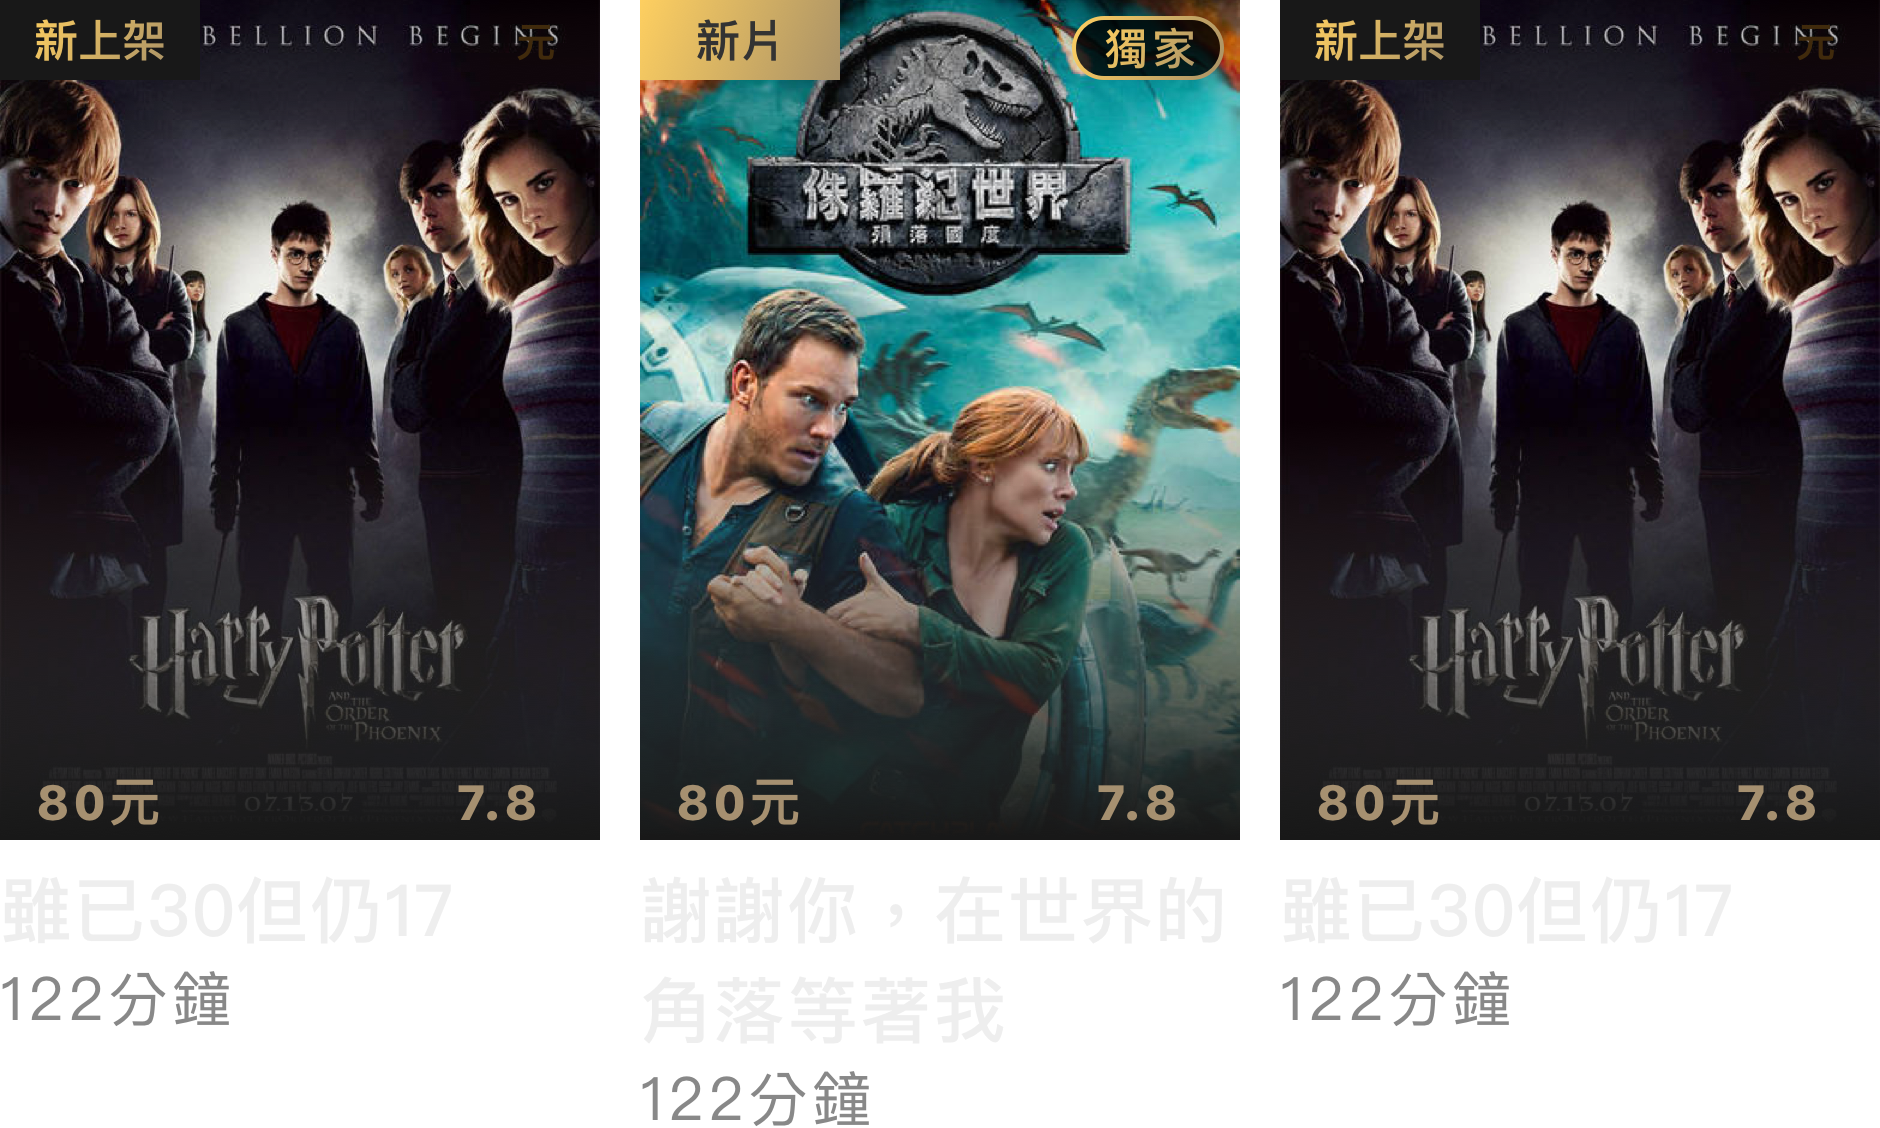 新上架
BELLION BEGINS
元
Harry Potter
AND THE
ORDER
OF THE PHOENIX
07.13.07
80元
7.8
雖已30但仍17
122分鐘
新片
獨家
侏羅紀世界
殞落國度
80元
7.8
謝謝你，在世界的
角落等著我
122分鐘
新上架
BELLION BEGINS
元
Harry Potter
AND THE
ORDER
OF THE PHOENIX
07.13.07
80元
7.8
雖已30但仍17
122分鐘